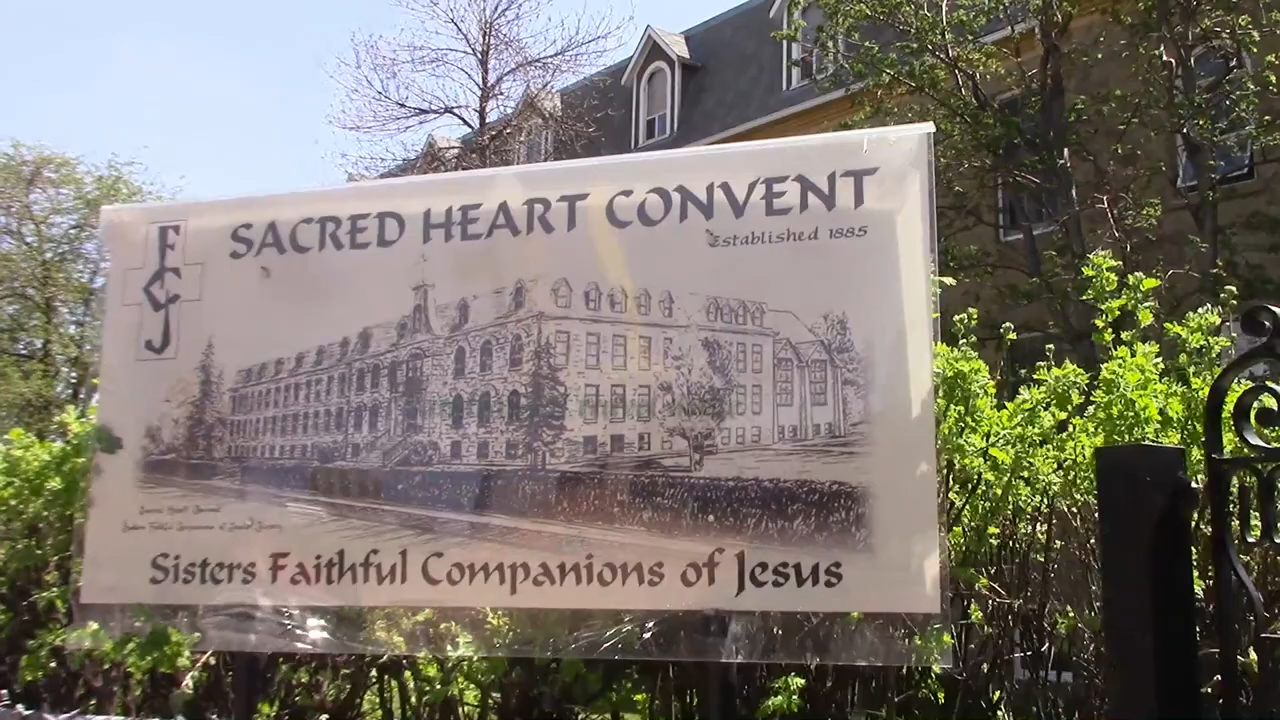 FCJ
SACRED HEART CONVENT
Established 1885
Sisters Faithful Companions of Jesus